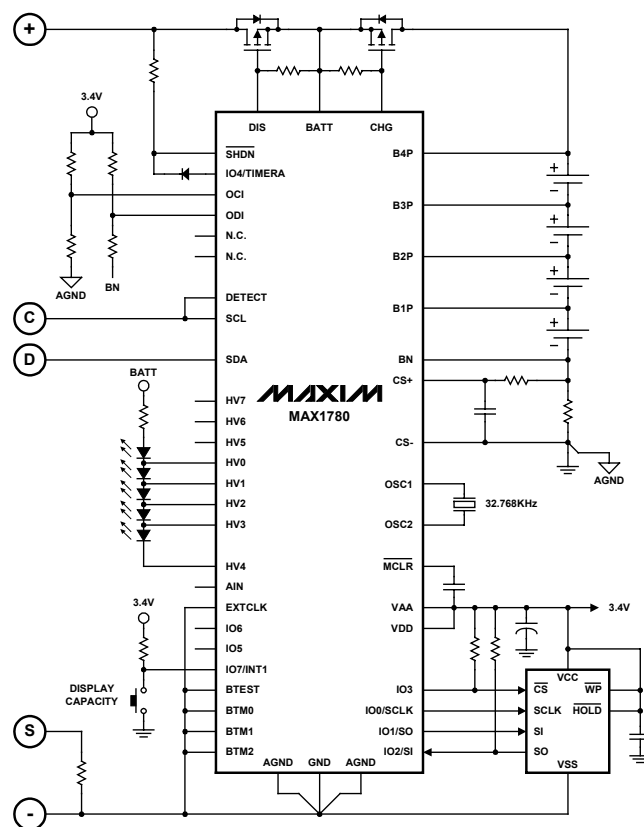 +
3.4V
DIS BATT CHG
SHDN
IO4/TIMERA
OCI
ODI
N.C.
N.C.
AGND
BN
C
DETECT
SCL
D
SDA
BATT
HV7
HV6
HV5
HV0
HV1
HV2
HV3
HV4
AIN
3.4V
EXTCLK
IO6
IO5
IO7/INT1
DISPLAY
CAPACITY
BTEST
BTM0
BTM1
BTM2
S
-
AGND GND AGND
MAXIM
MAX1780
B4P
+
–
B3P
+
–
B2P
+
–
B1P
+
–
BN
CS+
CS-
AGND
OSC1
32.768KHz
OSC2
MCLR
VAA
3.4V
VDD
IO3
IO0/SCLK
IO1/SO
IO2/SI
VCC
CS WP
SCLK HOLD
SI
SO
VSS